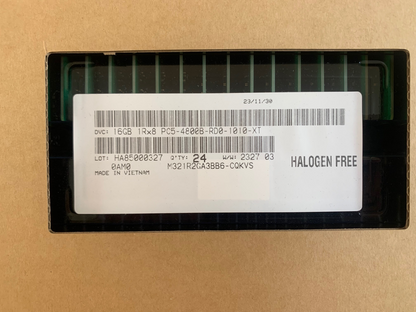 23/11/30
DVC: 16GB 1Rx8 PC5-4800B-RD0-1010-XT
LOT: HA85000327 Q'TY: 24 W/W: 2327 03
0AM0 M321R2GA3BB6-CQKVS
MADE IN VIETNAM
HALOGEN FREE